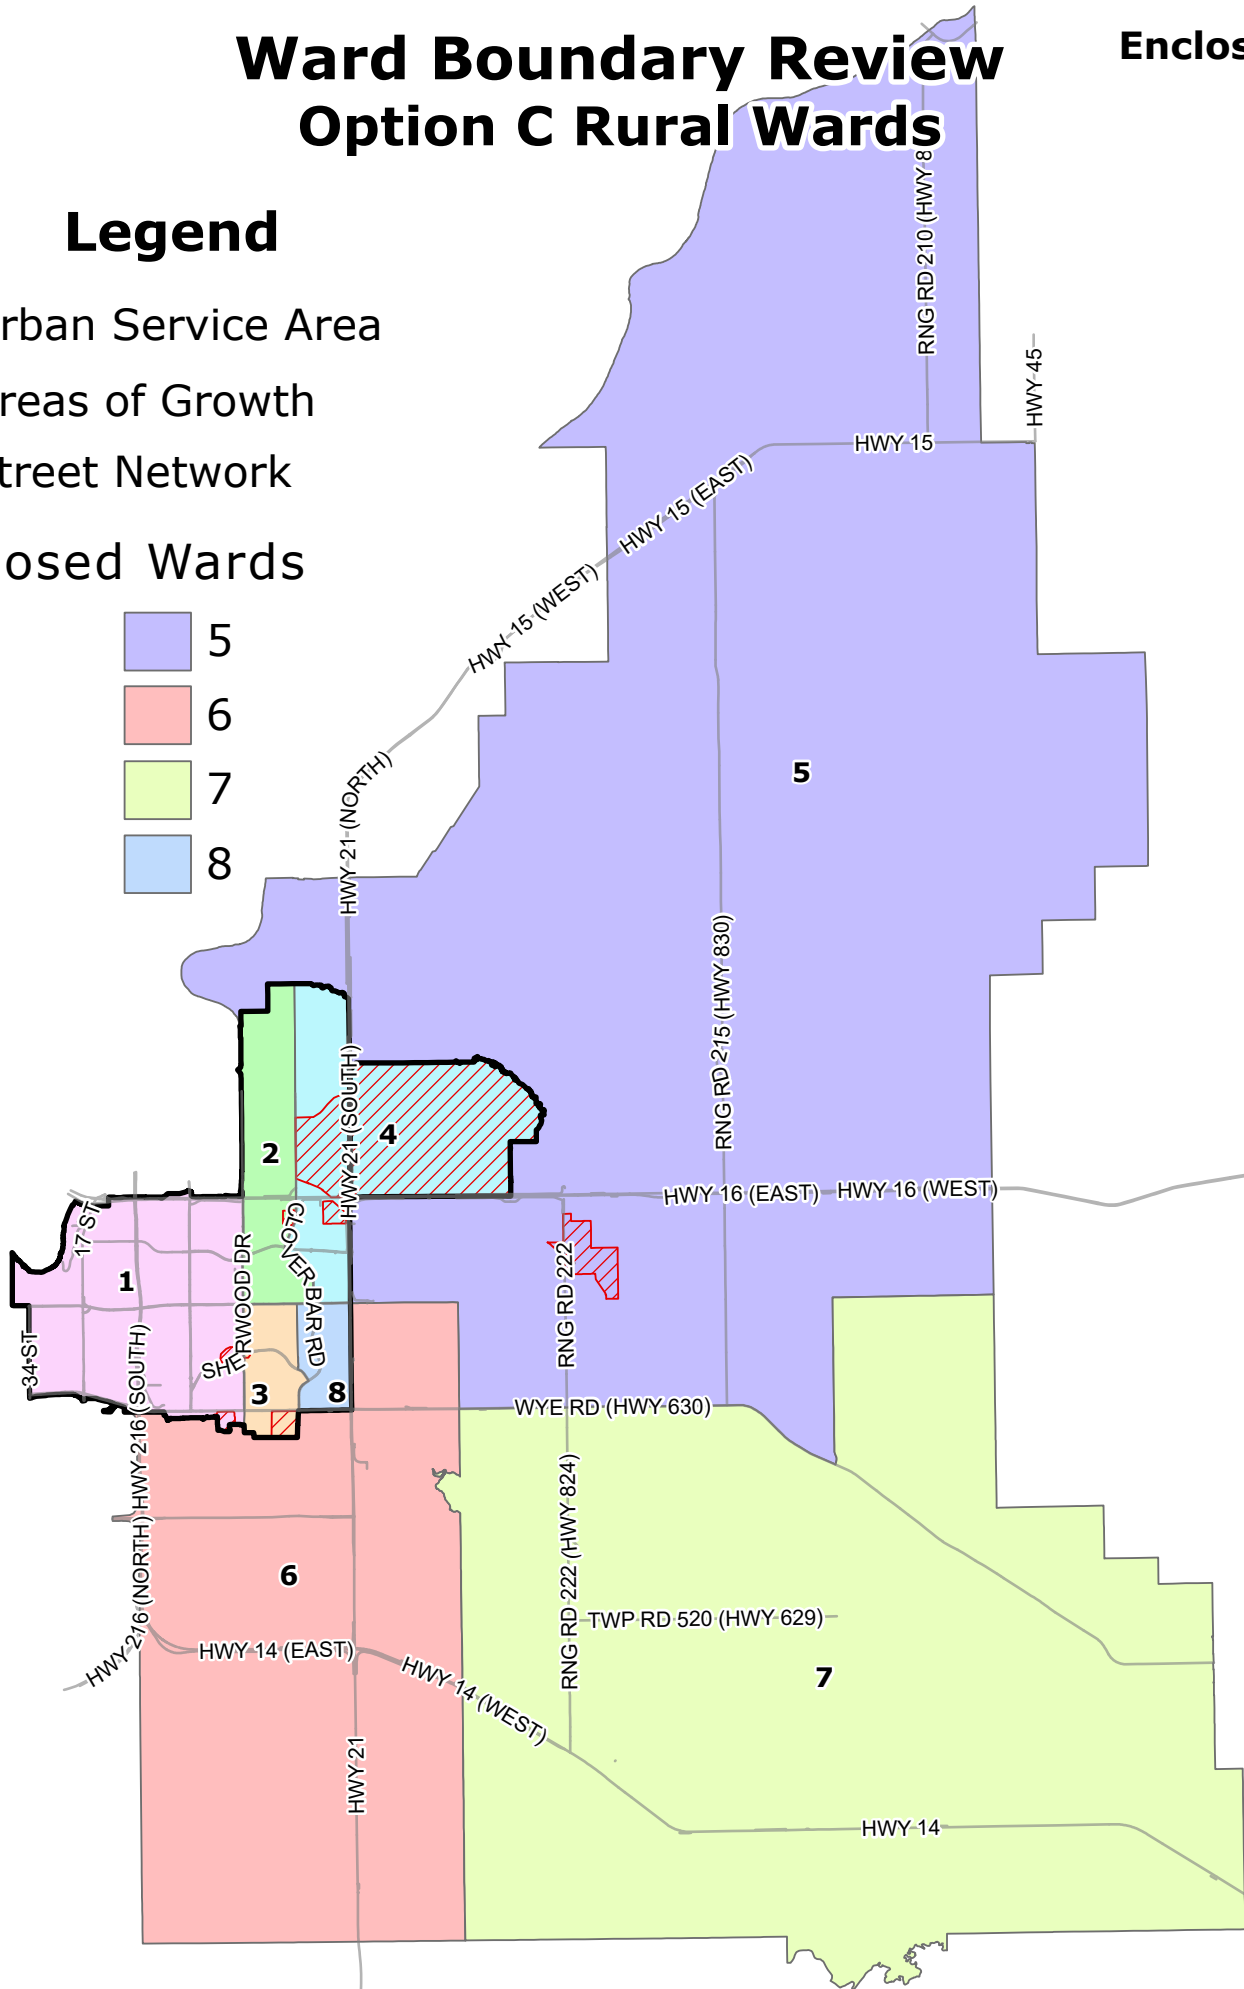 Ward Boundary Review
Option C Rural Wards
Enclos
Legend
rban Service Area
reas of Growth
treet Network
osed Wards
5
6
7
8
RNG RD 210 (HWY 8
HWY 45
HWY 15
HWY 15 (EAST)
HWY 15 (WEST)
HWY 21 (NORTH)
5
RNG RD 215 (HWY 830)
HWY 21 (SOUTH)
4
2
HWY 16 (EAST)
HWY 16 (WEST)
17 ST
CLOVER BAR RD
SHERWOOD DR
1
RNG RD 222
34 ST
HWY 216 (SOUTH)
3
8
WYE RD (HWY 630)
HWY 216 (NORTH)
HWY 216
RNG RD 222 (HWY 824)
6
TWP RD 520 (HWY 629)
HWY 14 (EAST)
HWY 14 (WEST)
7
HWY 21
HWY 14